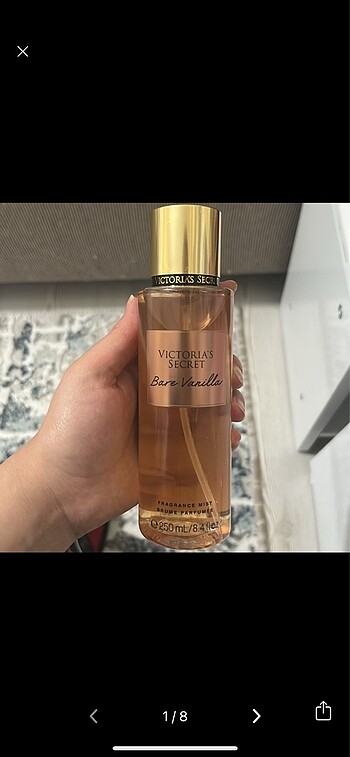 VICTORIA'S SECRET
VICTORIA'S
SECRET
Bare Vanilla
FRAGRANCE MIST
BRUME PARFUMÉE
250 mL/8.4 fl oz
1/8